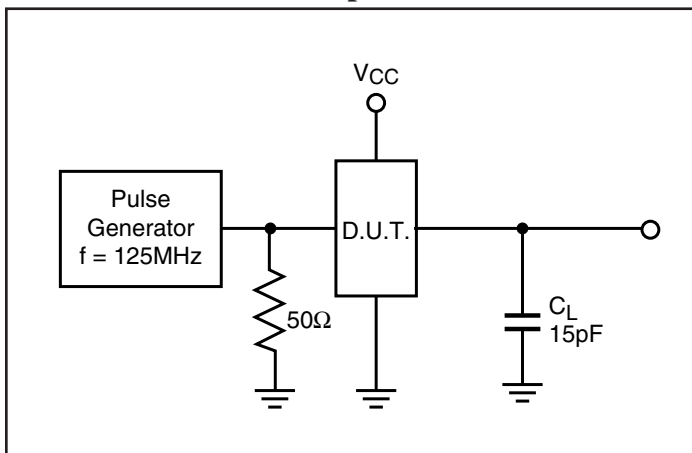 VCC
Pulse
Generator
f = 125MHz
D.U.T.
50Ω
CL
15pF